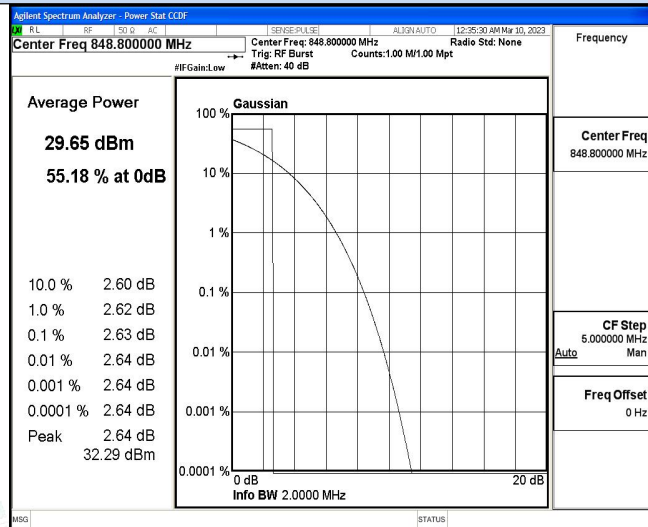 Agilent Spectrum Analyzer - Power Stat CCDF
LXI RL RF 50 Ω AC SENSE:PULSE ALIGN AUTO 12:35:30 AM Mar 10, 2023
Center Freq 848.800000 MHz
Center Freq: 848.800000 MHz Radio Std: None
Trig: RF Burst Counts:1.00 M/1.00 Mpt
#IFGain:Low #Atten: 40 dB
Frequency
Average Power
29.65 dBm
55.18 % at 0dB
10.0 % 2.60 dB
1.0 % 2.62 dB
0.1 % 2.63 dB
0.01 % 2.64 dB
0.001 % 2.64 dB
0.0001 % 2.64 dB
Peak 2.64 dB
32.29 dBm
Gaussian
100 %
10 %
1 %
0.1 %
0.01 %
0.001 %
0.0001 %
0 dB 20 dB
Info BW 2.0000 MHz
Center Freq
848.800000 MHz
CF Step
5.000000 MHz
Auto Man
Freq Offset
0 Hz
MSG STATUS